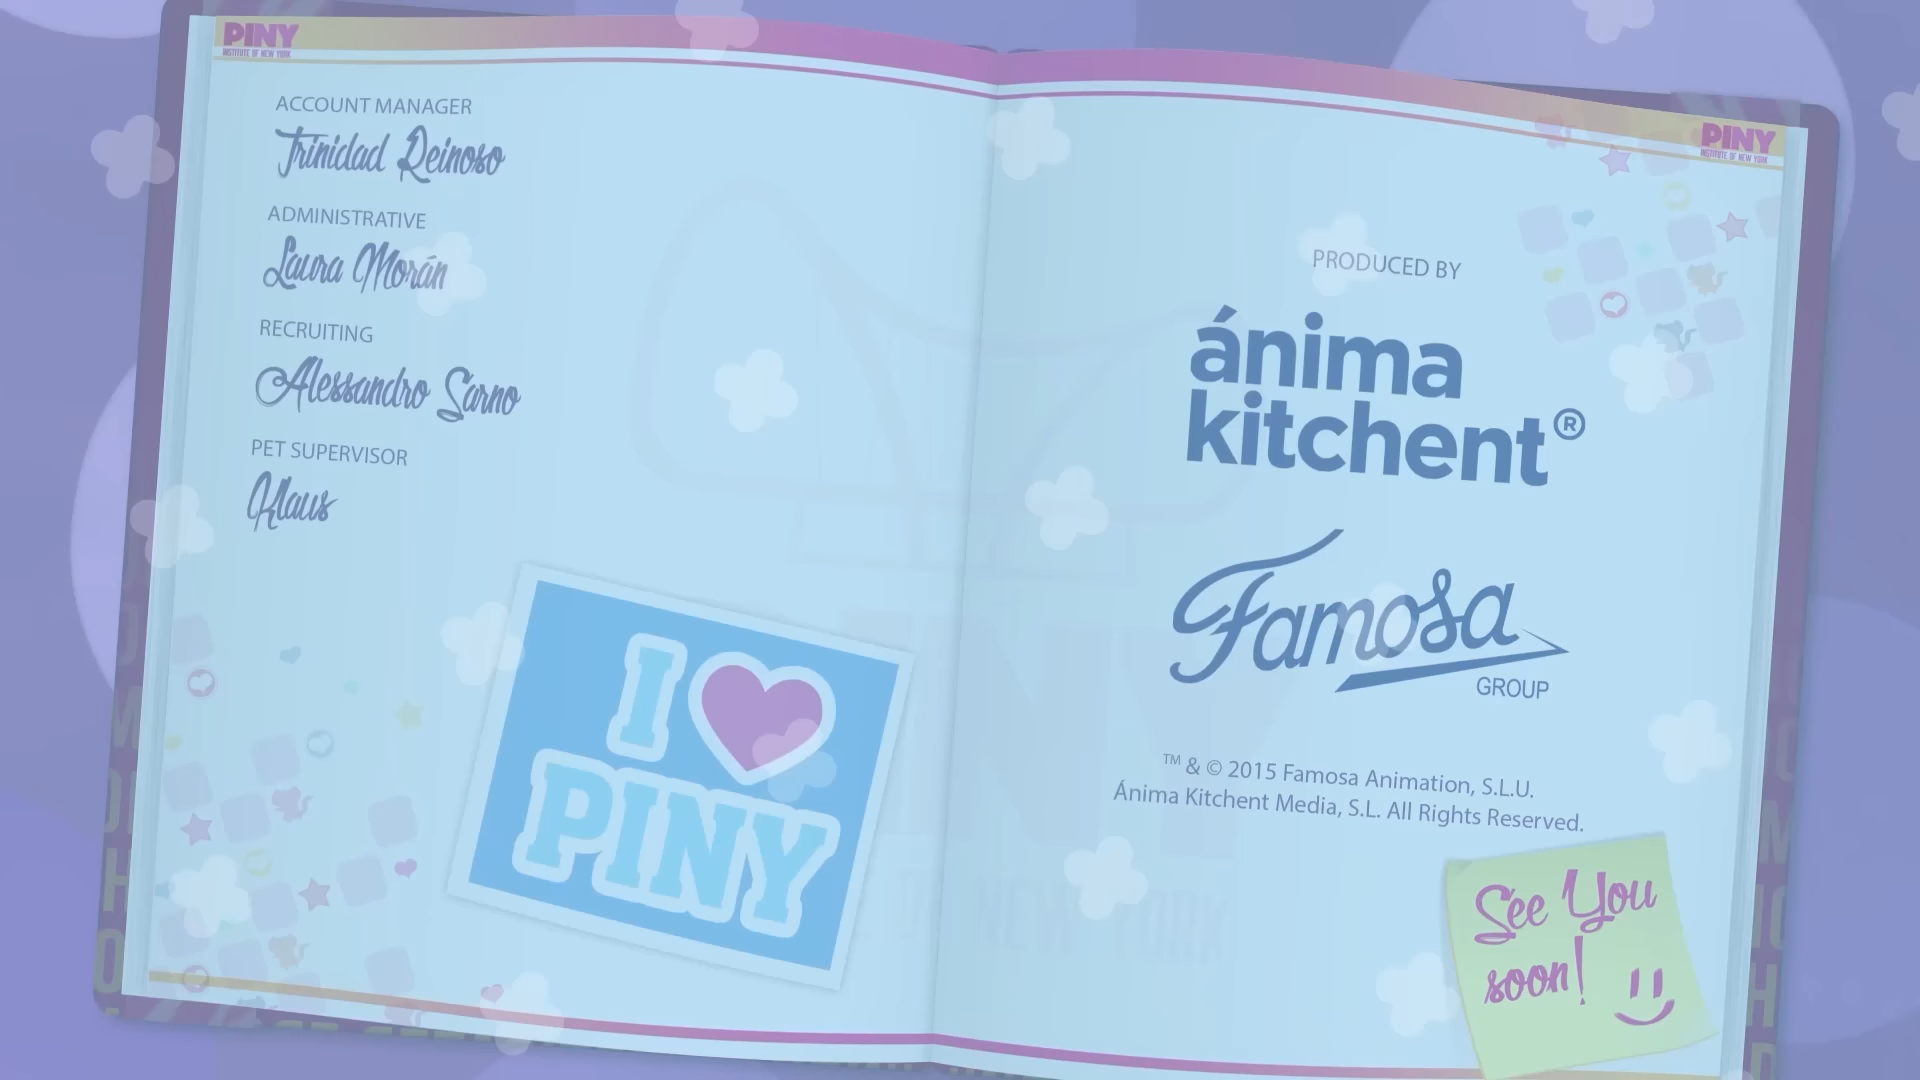 PINY
INSTITUTE OF NEW YORK
ACCOUNT MANAGER
Trinidad Reinoso
ADMINISTRATIVE
Laura Morán
RECRUITING
Alessandro Sarno
PET SUPERVISOR
Klaus
I
PINY
PINY
INSTITUTE OF NEW YORK
PRODUCED BY
ánima
kitchent®
Famosa
GROUP
TM & © 2015 Famosa Animation, S.L.U.
Ánima Kitchent Media, S.L. All Rights Reserved.
See You
soon!
NEW YORK